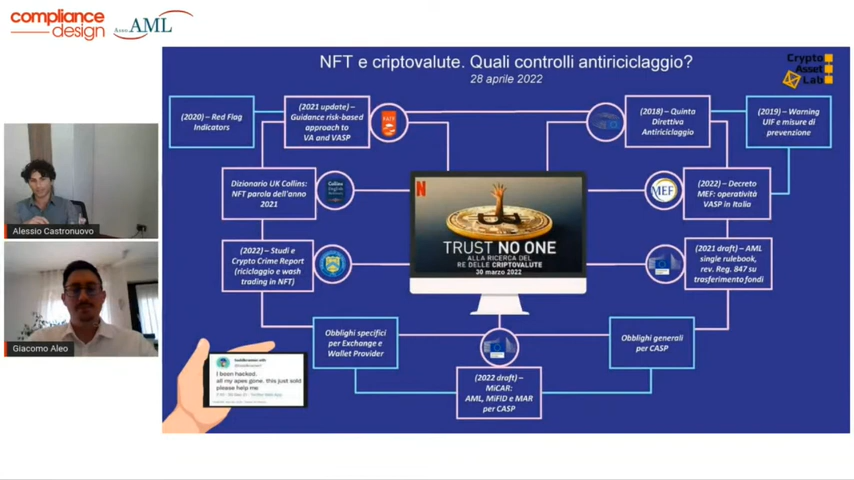 compliance
design
Assoc.AML
NFT e criptovalute. Quali controlli antiriciclaggio?
28 aprile 2022
Crypto
Asset
Lab
(2020) – Red Flag
Indicators
(2021 update) –
Guidance risk-based
approach to
VA and VASP
FATF
(2018) – Quinta
Direttiva
Antiriciclaggio
(2019) – Warning
UIF e misure di
prevenzione
Dizionario UK Collins:
NFT parola dell'anno
2021
Collins
MEF
(2022) – Decreto
MEF: operatività
VASP in Italia
N
TRUST NO ONE
ALLA RICERCA DEL
RE DELLE CRIPTOVALUTE
30 marzo 2022
(2022) – Studi e
Crypto Crime Report
(riciclaggio e wash
trading in NFT)
(2021 draft) – AML
single rulebook,
rev. Reg. 847 su
trasferimento fondi
Obblighi specifici
per Exchange e
Wallet Provider
Obblighi generali
per CASP
(2022 draft) –
MiCAR:
AML, MiFID e MAR
per CASP
I been hacked.
all my apes gone. this just sold
please help me
Alessio Castronuovo
Giacomo Aleo